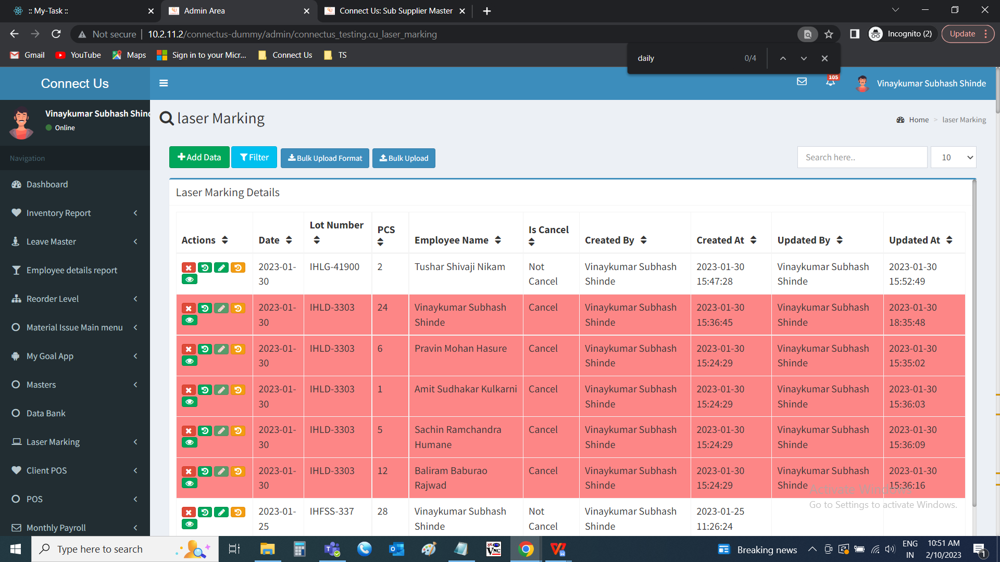 :: My-Task ::
Admin Area
Connect Us: Sub Supplier Master
Not secure
10.2.11.2/connectus-dummy/admin/connectus_testing.cu_laser_marking
Incognito (2)
Update
Gmail
YouTube
Maps
Sign in to your Micr...
Connect Us
TS
daily
0/4
Connect Us
105
Vinaykumar Subhash Shinde
Vinaykumar Subhash Shind
Online
laser Marking
Home > laser Marking
Navigation
Add Data
Filter
Bulk Upload Format
Bulk Upload
Search here..
10
Dashboard
Inventory Report
Leave Master
Employee details report
Reorder Level
Material Issue Main menu
My Goal App
Masters
Data Bank
Laser Marking
Client POS
POS
Monthly Payroll
Laser Marking Details
Actions Date Lot Number PCS Employee Name Is Cancel Created By Created At Updated By Updated At
2023-01- IHLG-41900 2 Tushar Shivaji Nikam Not Vinaykumar Subhash 2023-01-30 Vinaykumar Subhash 2023-01-30
30 Cancel Shinde 15:47:28 Shinde 15:52:49
2023-01- IHLD-3303 24 Vinaykumar Subhash Cancel Vinaykumar Subhash 2023-01-30 Vinaykumar Subhash 2023-01-30
30 Shinde Shinde 15:36:45 Shinde 18:35:48
2023-01- IHLD-3303 6 Pravin Mohan Hasure Cancel Vinaykumar Subhash 2023-01-30 Vinaykumar Subhash 2023-01-30
30 Shinde 15:24:29 Shinde 15:35:02
2023-01- IHLD-3303 1 Amit Sudhakar Kulkarni Cancel Vinaykumar Subhash 2023-01-30 Vinaykumar Subhash 2023-01-30
30 Shinde 15:24:29 Shinde 15:36:03
2023-01- IHLD-3303 5 Sachin Ramchandra Cancel Vinaykumar Subhash 2023-01-30 Vinaykumar Subhash 2023-01-30
30 Humane Shinde 15:24:29 Shinde 15:36:09
2023-01- IHLD-3303 12 Baliram Baburao Cancel Vinaykumar Subhash 2023-01-30 Vinaykumar Subhash 2023-01-30
30 Rajwad Shinde 15:24:29 Shinde 15:36:16
2023-01- IHFSS-337 28 Vinaykumar Subhash Not Vinaykumar Subhash 2023-01-25
25 Shinde Cancel Shinde 11:26:24
Activate Windows
Go to Settings to activate Windows.
Type here to search
VNC
Breaking news
ENG
IN
10:51 AM
2/10/2023
1